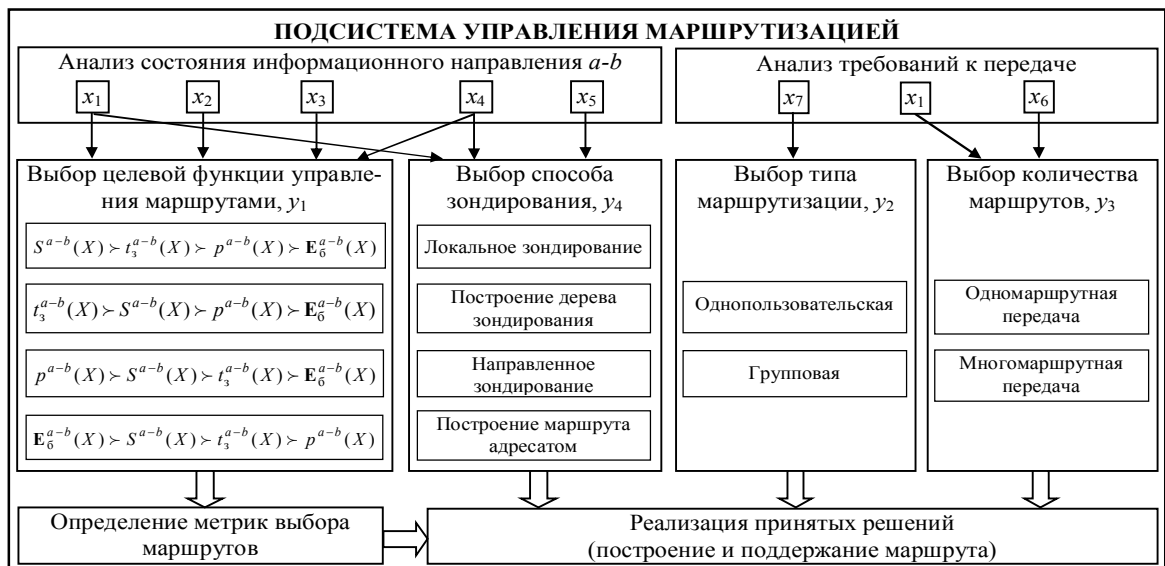 ПОДСИСТЕМА УПРАВЛЕНИЯ МАРШРУТИЗАЦИЕЙ
Анализ состояния информационного направления a-b
x₁ x₂ x₃ x₄ x₅
Анализ требований к передаче
x₇ x₁ x₆
Выбор целевой функции управле-
ния маршрутами, y₁
S^{a−b}(X) ≻ t_з^{a−b}(X) ≻ p^{a−b}(X) ≻ E_б^{a−b}(X)
t_з^{a−b}(X) ≻ S^{a−b}(X) ≻ p^{a−b}(X) ≻ E_б^{a−b}(X)
p^{a−b}(X) ≻ S^{a−b}(X) ≻ t_з^{a−b}(X) ≻ E_б^{a−b}(X)
E_б^{a−b}(X) ≻ S^{a−b}(X) ≻ t_з^{a−b}(X) ≻ p^{a−b}(X)
Выбор способа
зондирования, y₄
Локальное зондирование
Построение дерева
зондирования
Направленное
зондирование
Построение маршрута
адресатом
Выбор типа
маршрутизации, y₂
Однопользовательская
Групповая
Выбор количества
маршрутов, y₃
Одномаршрутная
передача
Многомаршрутная
передача
Определение метрик выбора
маршрутов
Реализация принятых решений
(построение и поддержание маршрута)